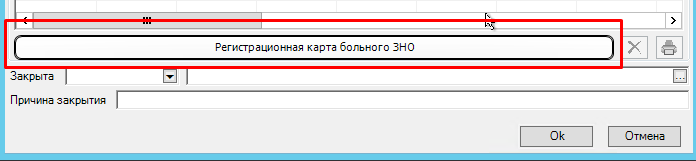 Регистрационная карта больного ЗНО
Закрыта
...
Причина закрытия
Ok
Отмена